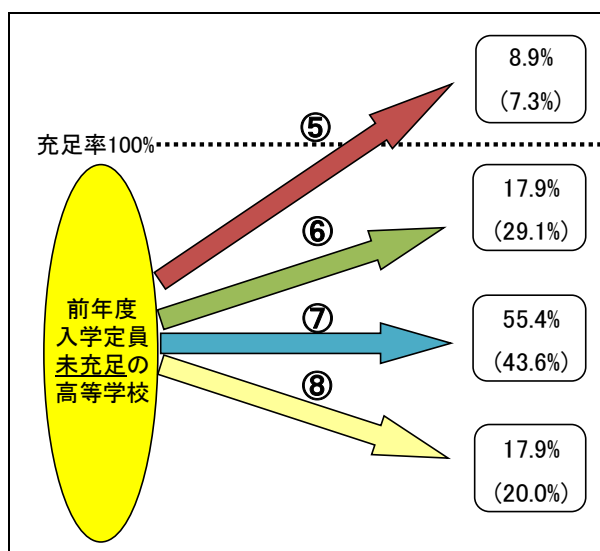 8.9%
(7.3%)
⑤
充足率100%
17.9%
(29.1%)
⑥
前年度
入学定員
未充足の
高等学校
⑦
55.4%
(43.6%)
⑧
17.9%
(20.0%)